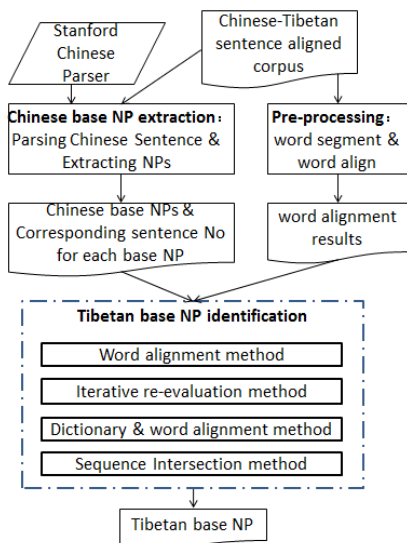 Stanford
Chinese
Parser
Chinese-Tibetan
sentence aligned
corpus
Chinese base NP extraction：
Parsing Chinese Sentence &
Extracting NPs
Pre-processing：
word segment &
word align
Chinese base NPs &
Corresponding sentence No
for each base NP
word alignment
results
Tibetan base NP identification
Word alignment method
Iterative re-evaluation method
Dictionary & word alignment method
Sequence Intersection method
Tibetan base NP